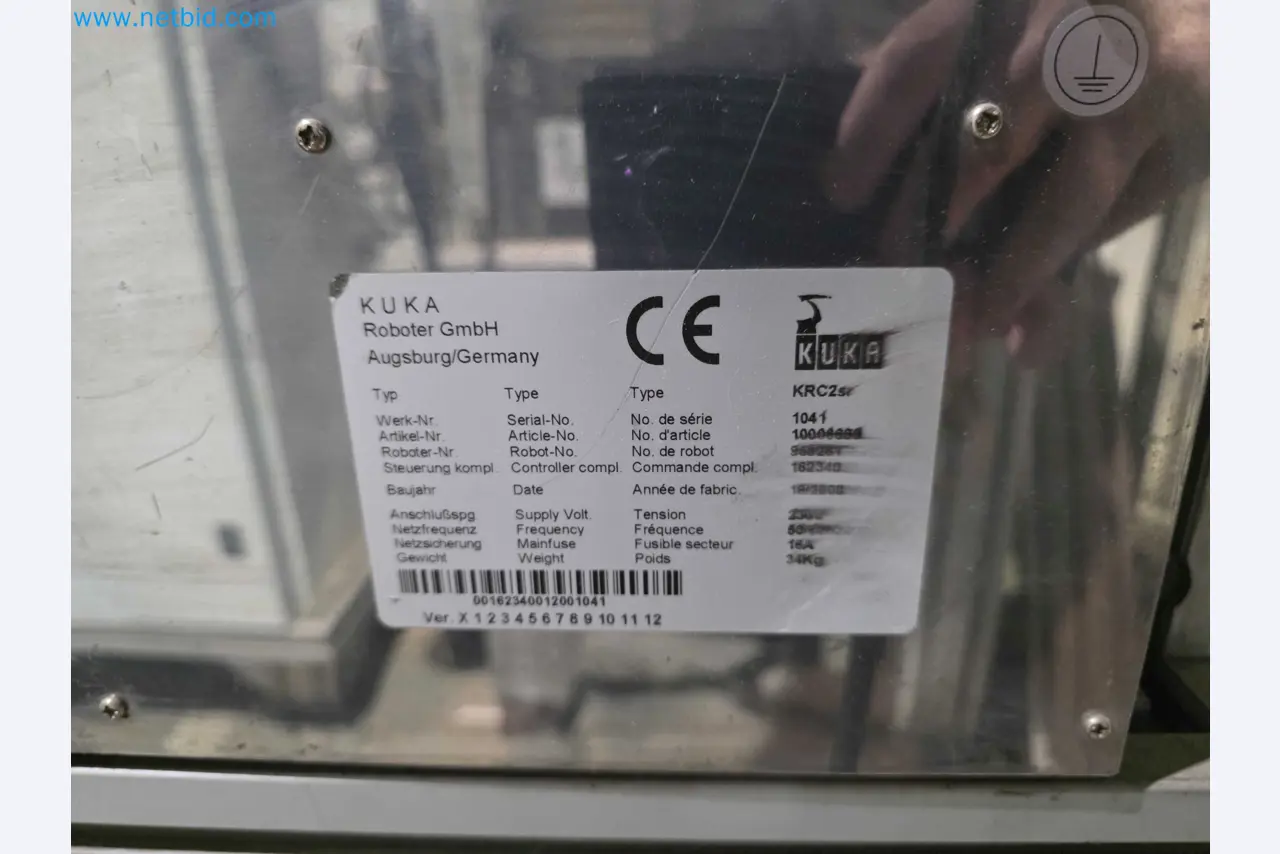 www.netbid.com
KUKA
Roboter GmbH
Augsburg/Germany
CE
KUKA
Typ Type Type KRC2sr
Werk-Nr. Serial-No. No. de série 1041
Artikel-Nr. Article-No. No. d'article
Roboter-Nr. Robot-No. No. de robot
Steuerung kompl. Controller compl. Commande compl. 162340
Baujahr Date Année de fabric.
Anschlußspg Supply Volt. Tension
Netzfrequenz Frequency Fréquence
Netzsicherung Mainfuse Fusible secteur 16A
Gewicht Weight Poids 34Kg
00162340012001041
Ver. X 1 2 3 4 5 6 7 8 9 10 11 12